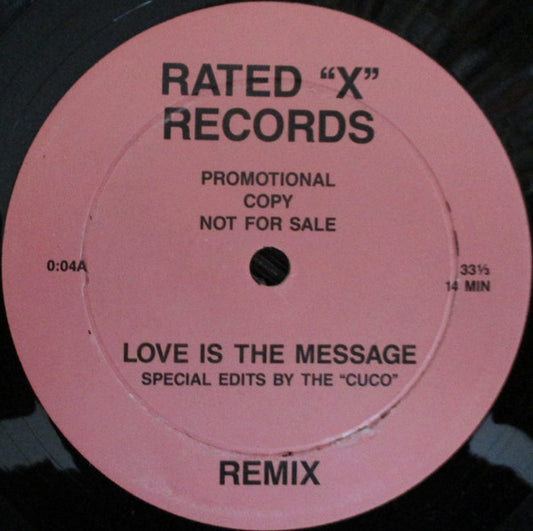 RATED “X”
RECORDS
PROMOTIONAL
COPY
NOT FOR SALE
0:04A
33⅓
14 MIN
LOVE IS THE MESSAGE
SPECIAL EDITS BY THE “CUCO”
REMIX